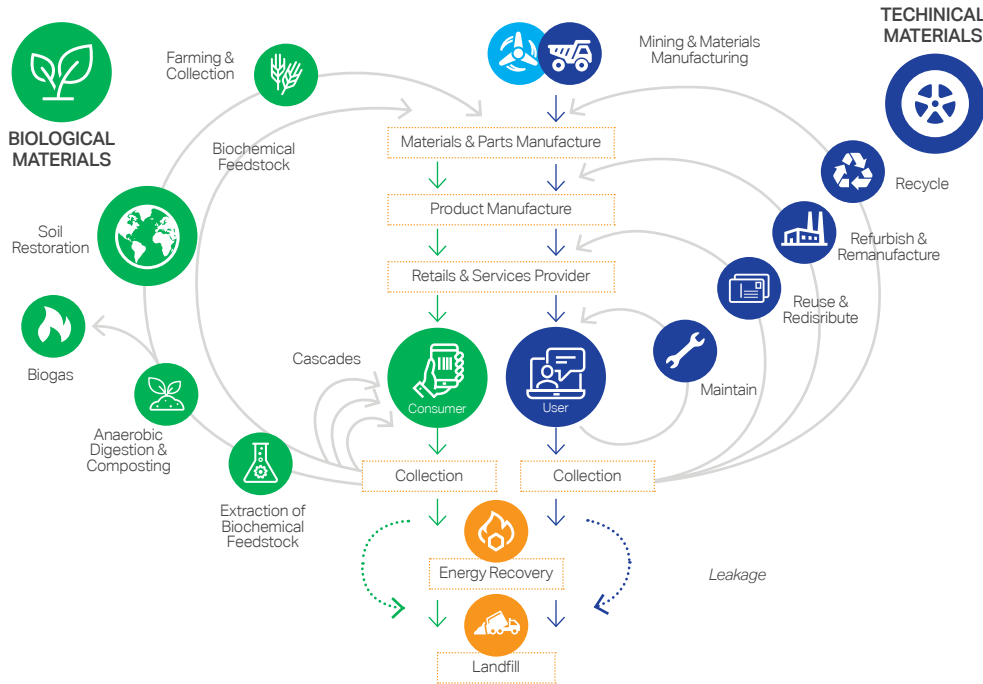 BIOLOGICAL
MATERIALS
Farming &
Collection
Biochemical
Feedstock
Soil
Restoration
Biogas
Anaerobic
Digestion &
Composting
Extraction of
Biochemical
Feedstock
Cascades
Mining & Materials
Manufacturing
Materials & Parts Manufacture
Product Manufacture
Retails & Services Provider
Consumer
User
Collection
Collection
Energy Recovery
Landfill
TECHINICAL
MATERIALS
Recycle
Refurbish &
Remanufacture
Reuse &
Redisribute
Maintain
Leakage